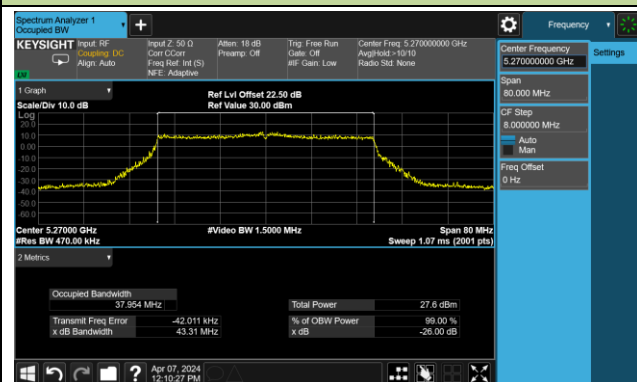 Spectrum Analyzer 1
Occupied BW
+
Frequency
KEYSIGHT
Input: RF
Coupling: DC
Align: Auto
Input Z: 50 Ω
Corr CCorr
Freq Ref: Int (S)
NFE: Adaptive
Atten: 18 dB
Preamp: Off
Trig: Free Run
Gate: Off
#IF Gain: Low
Center Freq: 5.270000000 GHz
Avg|Hold:>10/10
Radio Std: None
Center Frequency
5.270000000 GHz
Settings
Span
80.000 MHz
CF Step
8.000000 MHz
Auto
Man
Freq Offset
0 Hz
1 Graph
Scale/Div 10.0 dB
Ref Lvl Offset 22.50 dB
Ref Value 30.00 dBm
Log
20.0
10.0
0.00
-10.0
-20.0
-30.0
-40.0
-50.0
-60.0
Center 5.27000 GHz
#Res BW 470.00 kHz
#Video BW 1.5000 MHz
Span 80 MHz
Sweep 1.07 ms (2001 pts)
2 Metrics
Occupied Bandwidth
37.954 MHz
Total Power 27.6 dBm
Transmit Freq Error -42.011 kHz
% of OBW Power 99.00 %
x dB Bandwidth 43.31 MHz
x dB -26.00 dB
?
Apr 07, 2024
12:10:27 PM